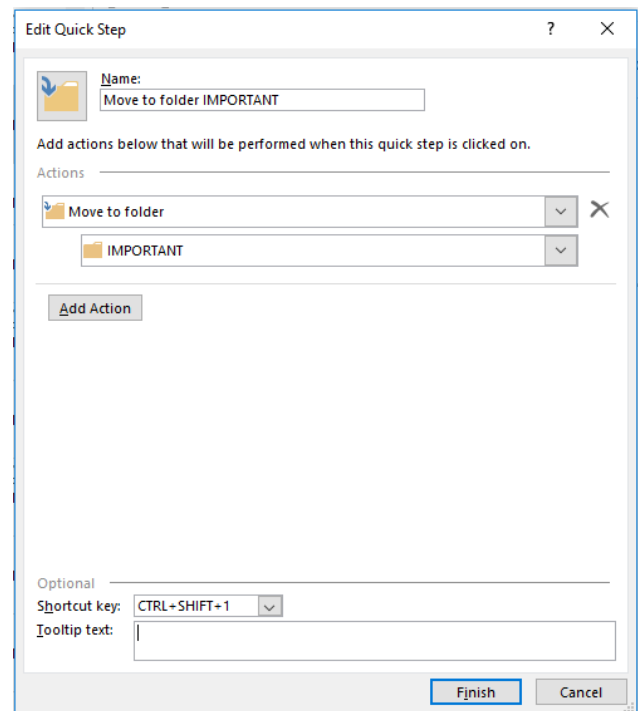 Edit Quick Step ?
Name:
Move to folder IMPORTANT
Add actions below that will be performed when this quick step is clicked on.
Actions
Move to folder
IMPORTANT
Add Action
Optional
Shortcut key: CTRL+SHIFT+1
Tooltip text:
Finish Cancel